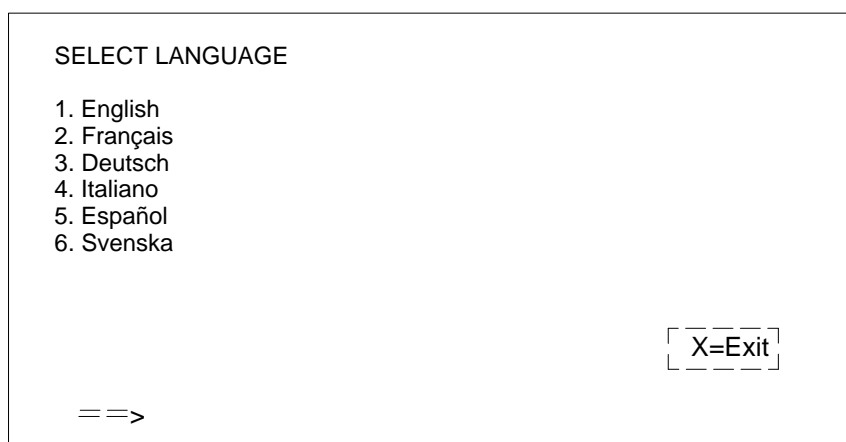 SELECT LANGUAGE
1. English
2. Français
3. Deutsch
4. Italiano
5. Español
6. Svenska
X=Exit
==>